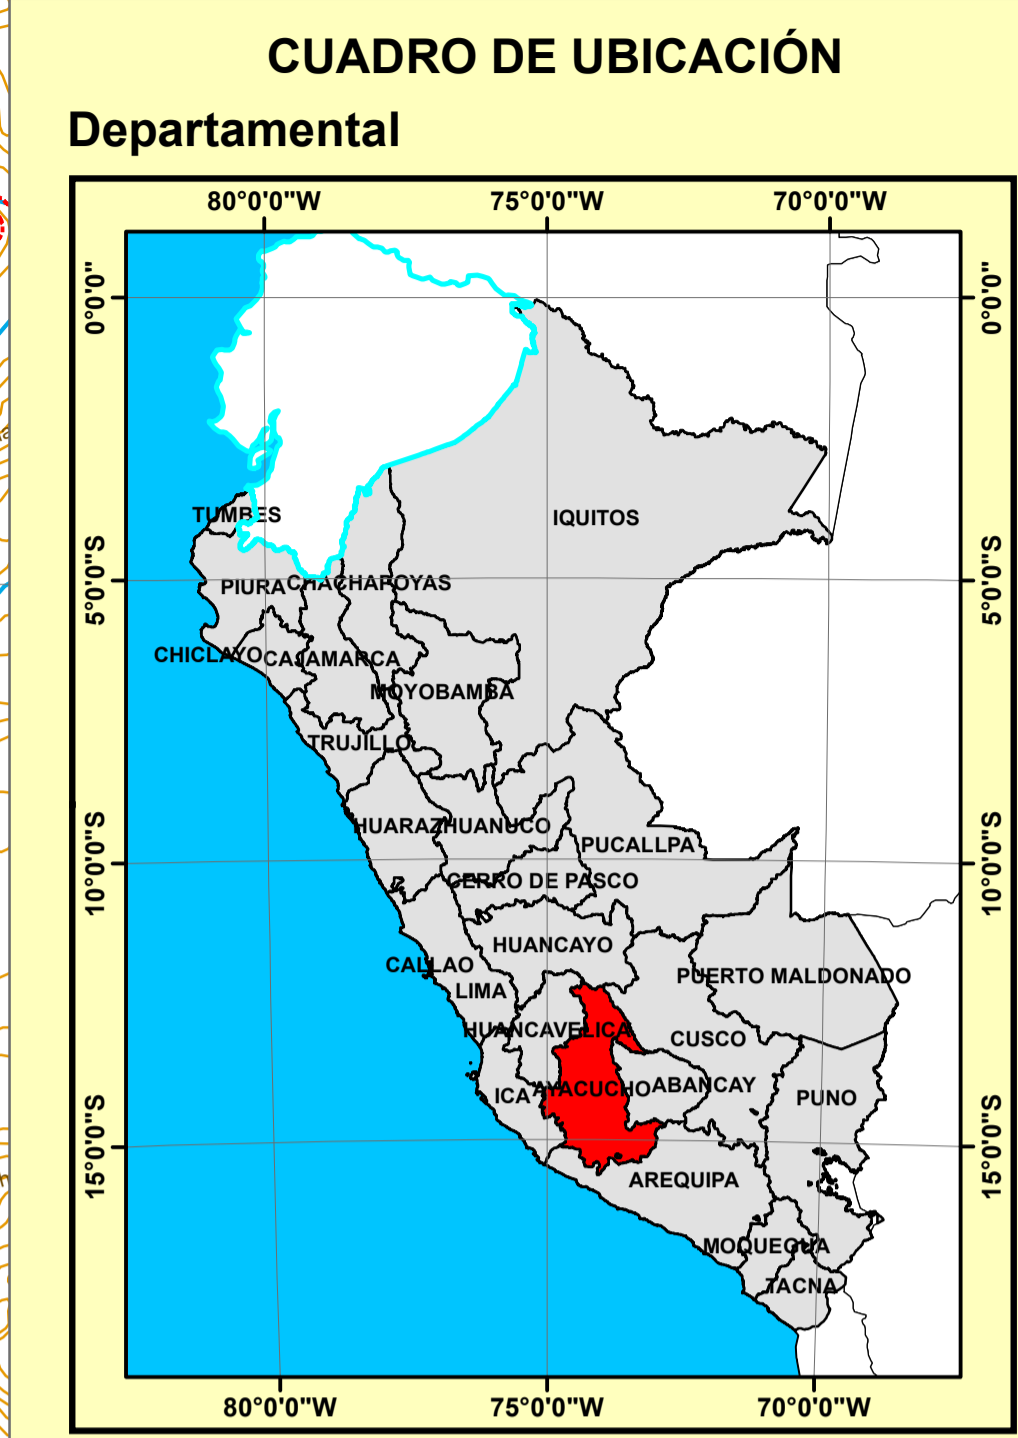 CUADRO DE UBICACIÓN
Departamental
80°0'0"W 75°0'0"W 70°0'0"W
0°0'0" 0°0'0"
TUMBES
IQUITOS
5°0'0"S 5°0'0"S
PIURA CHACHAPOYAS
CHICLAYO CAJAMARCA
MOYOBAMBA
TRUJILLO
HUARAZ HUANUCO
PUCALLPA
10°0'0"S 10°0'0"S
CERRO DE PASCO
HUANCAYO
CALLAO
PUERTO MALDONADO
LIMA
HUANCAVELICA
CUSCO
AYACUCHO ABANCAY
ICA PUNO
15°0'0"S 15°0'0"S
AREQUIPA
MOQUEGUA
TACNA
80°0'0"W 75°0'0"W 70°0'0"W